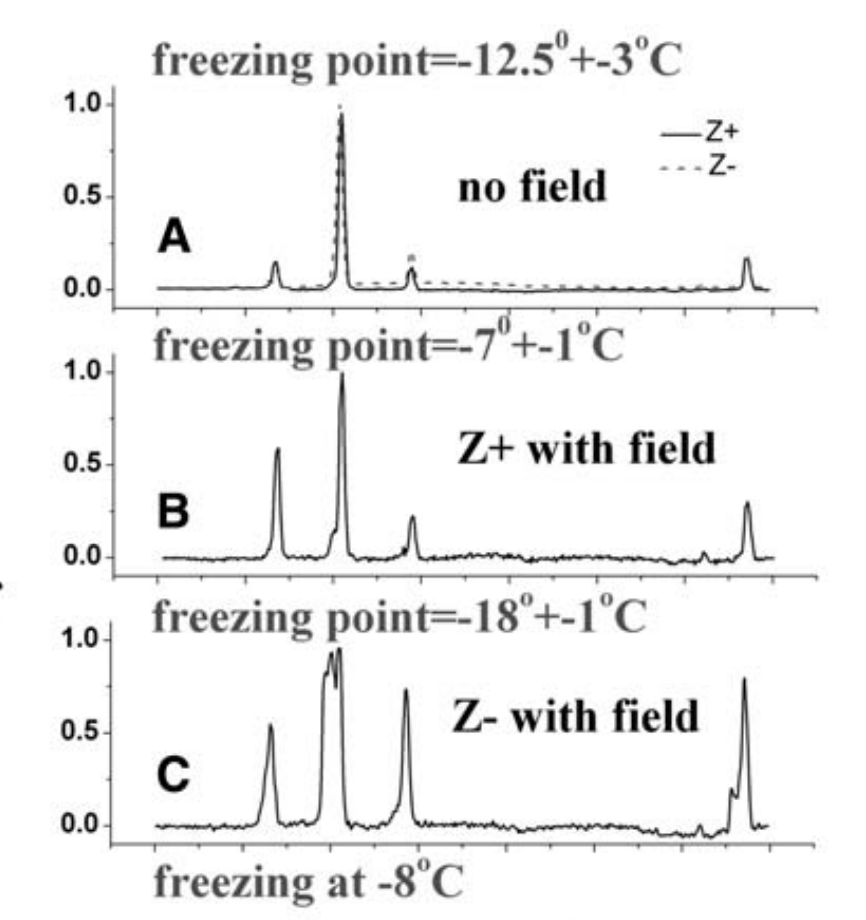 freezing point=-12.5⁰+-3°C
1.0
Z+
Z-
no field
0.5
A
0.0
freezing point=-7⁰+-1°C
1.0
Z+ with field
0.5
B
0.0
freezing point=-18°+-1°C
1.0
Z- with field
0.5
C
0.0
freezing at -8°C